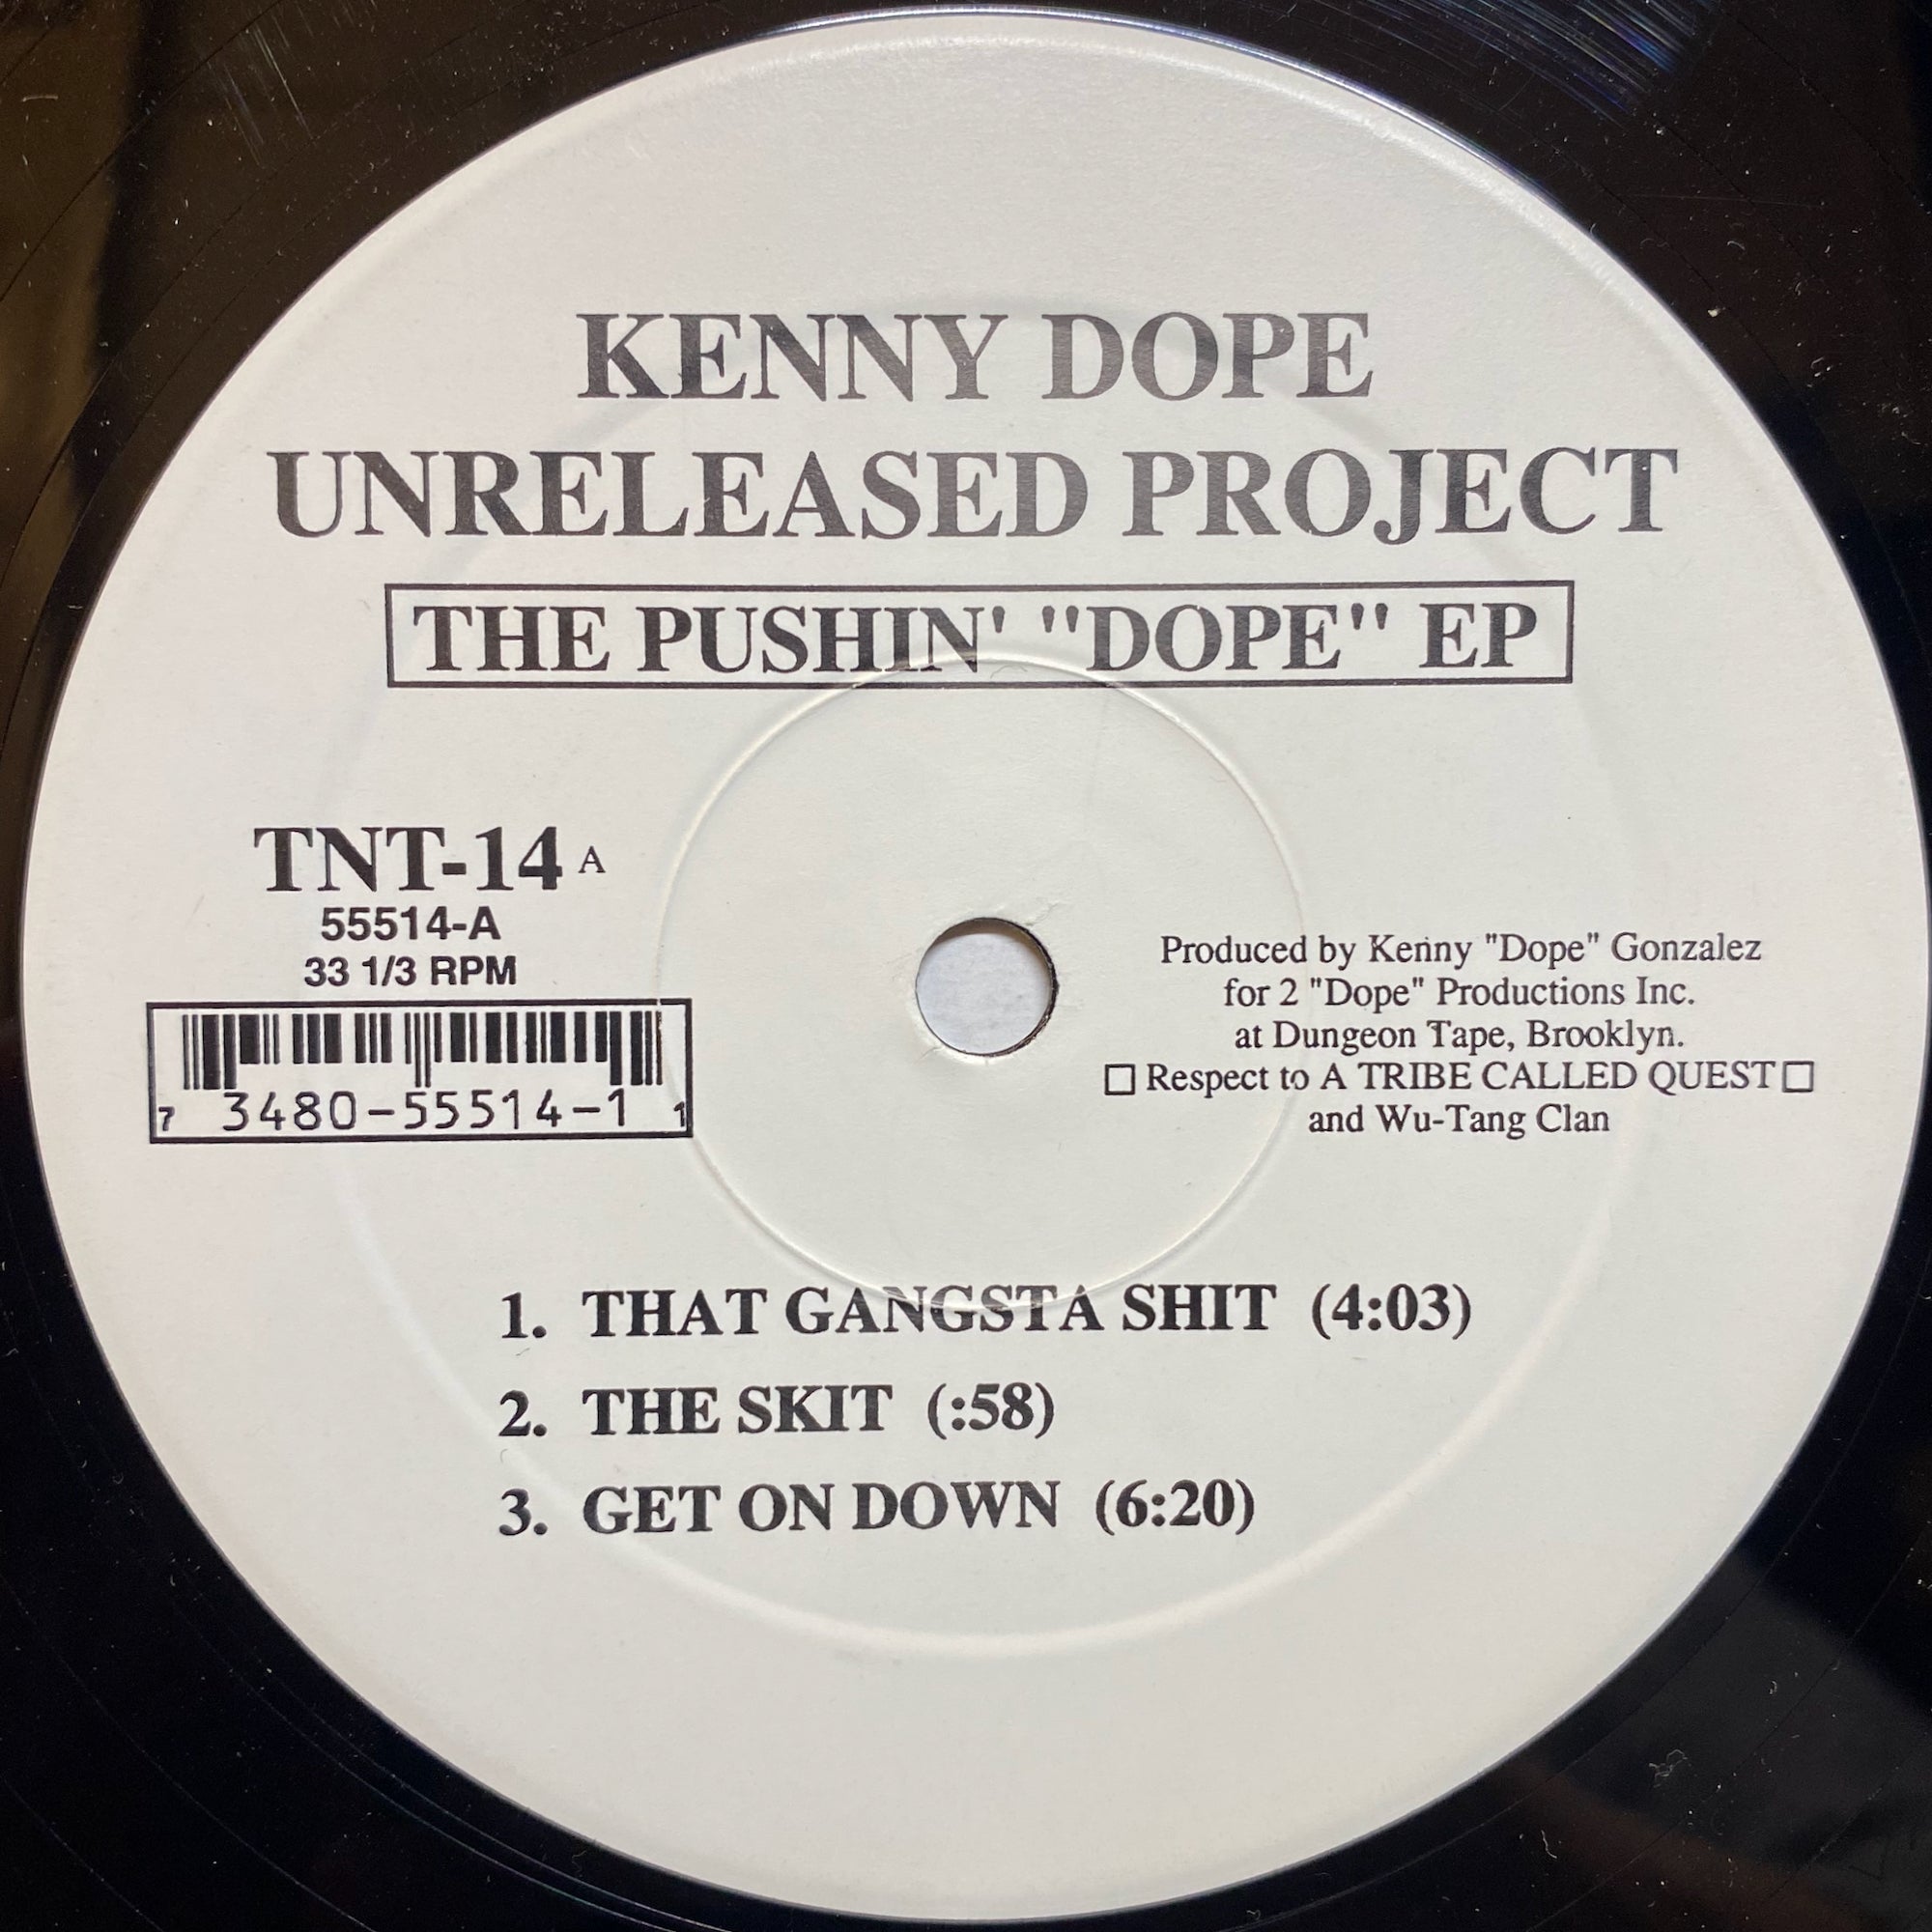 KENNY DOPE
UNRELEASED PROJECT
THE PUSHIN' "DOPE" EP
TNT-14 A
55514-A
33 1/3 RPM
7 3480-55514-1 1
Produced by Kenny "Dope" Gonzalez
for 2 "Dope" Productions Inc.
at Dungeon Tape, Brooklyn.
□ Respect to A TRIBE CALLED QUEST □
and Wu-Tang Clan
1. THAT GANGSTA SHIT (4:03)
2. THE SKIT (:58)
3. GET ON DOWN (6:20)